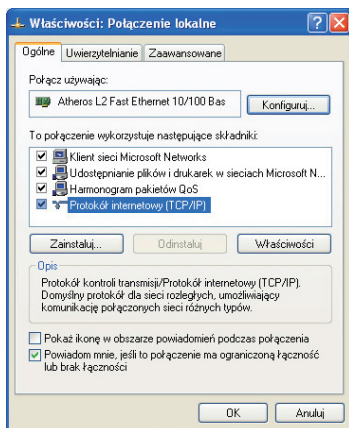 Właściwości: Połączenie lokalne
Ogólne Uwierzytelnianie Zaawansowane
Połącz używając:
Atheros L2 Fast Ethernet 10/100 Bas
Konfiguruj...
To połączenie wykorzystuje następujące składniki:
Klient sieci Microsoft Networks
Udostępnianie plików i drukarek w sieciach Microsoft N...
Harmonogram pakietów QoS
Protokół internetowy (TCP/IP)
Zainstaluj... Odinstaluj Właściwości
Opis
Protokół kontroli transmisji/Protokół internetowy (TCP/IP).
Domyślny protokół dla sieci rozległych, umożliwiający
komunikację połączonych sieci różnych typów.
Pokaż ikonę w obszarze powiadomień podczas połączenia
Powiadom mnie, jeśli to połączenie ma ograniczoną łączność
lub brak łączności
OK Anuluj